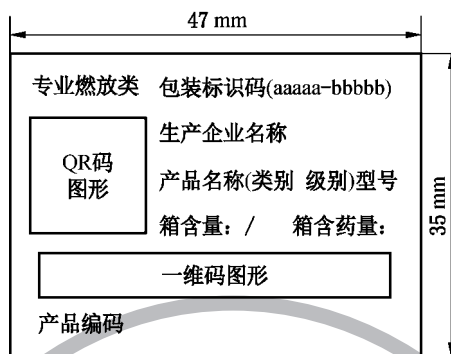 47 mm
专业燃放类 包装标识码(aaaaa-bbbbb)
生产企业名称
QR码
图形
产品名称(类别 级别)型号
箱含量： / 箱含药量：
35 mm
一维码图形
产品编码